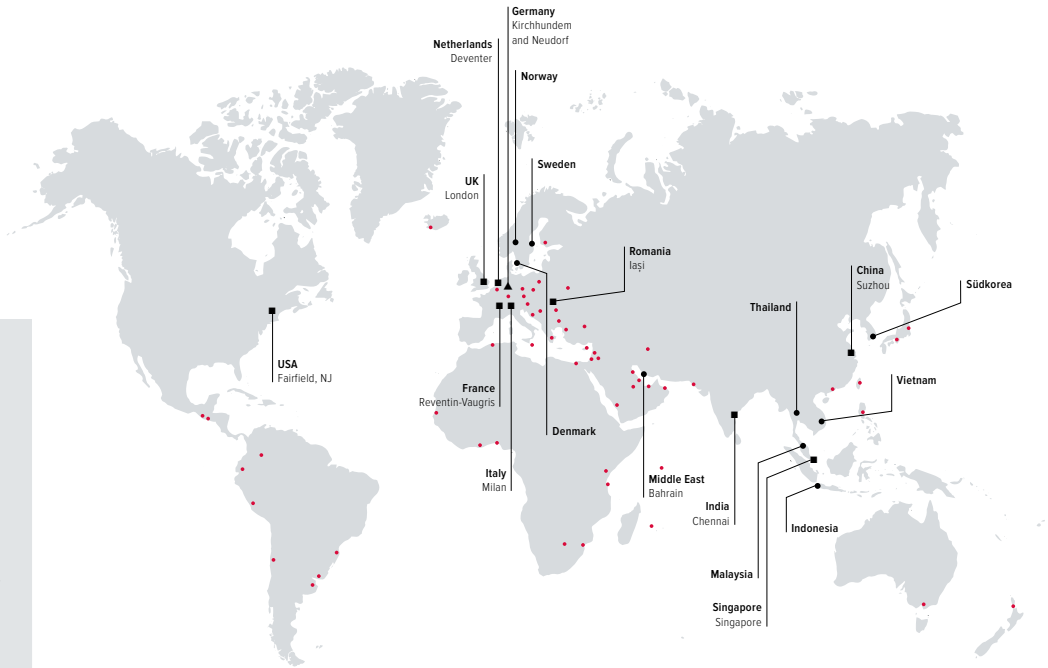 Germany
Kirchhundem
and Neudorf
Netherlands
Deventer
Norway
Sweden
UK
London
Romania
Iași
China
Suzhou
Südkorea
Thailand
USA
Fairfield, NJ
Vietnam
France
Reventin-Vaugris
Denmark
Italy
Milan
Middle East
Bahrain
India
Chennai
Indonesia
Malaysia
Singapore
Singapore